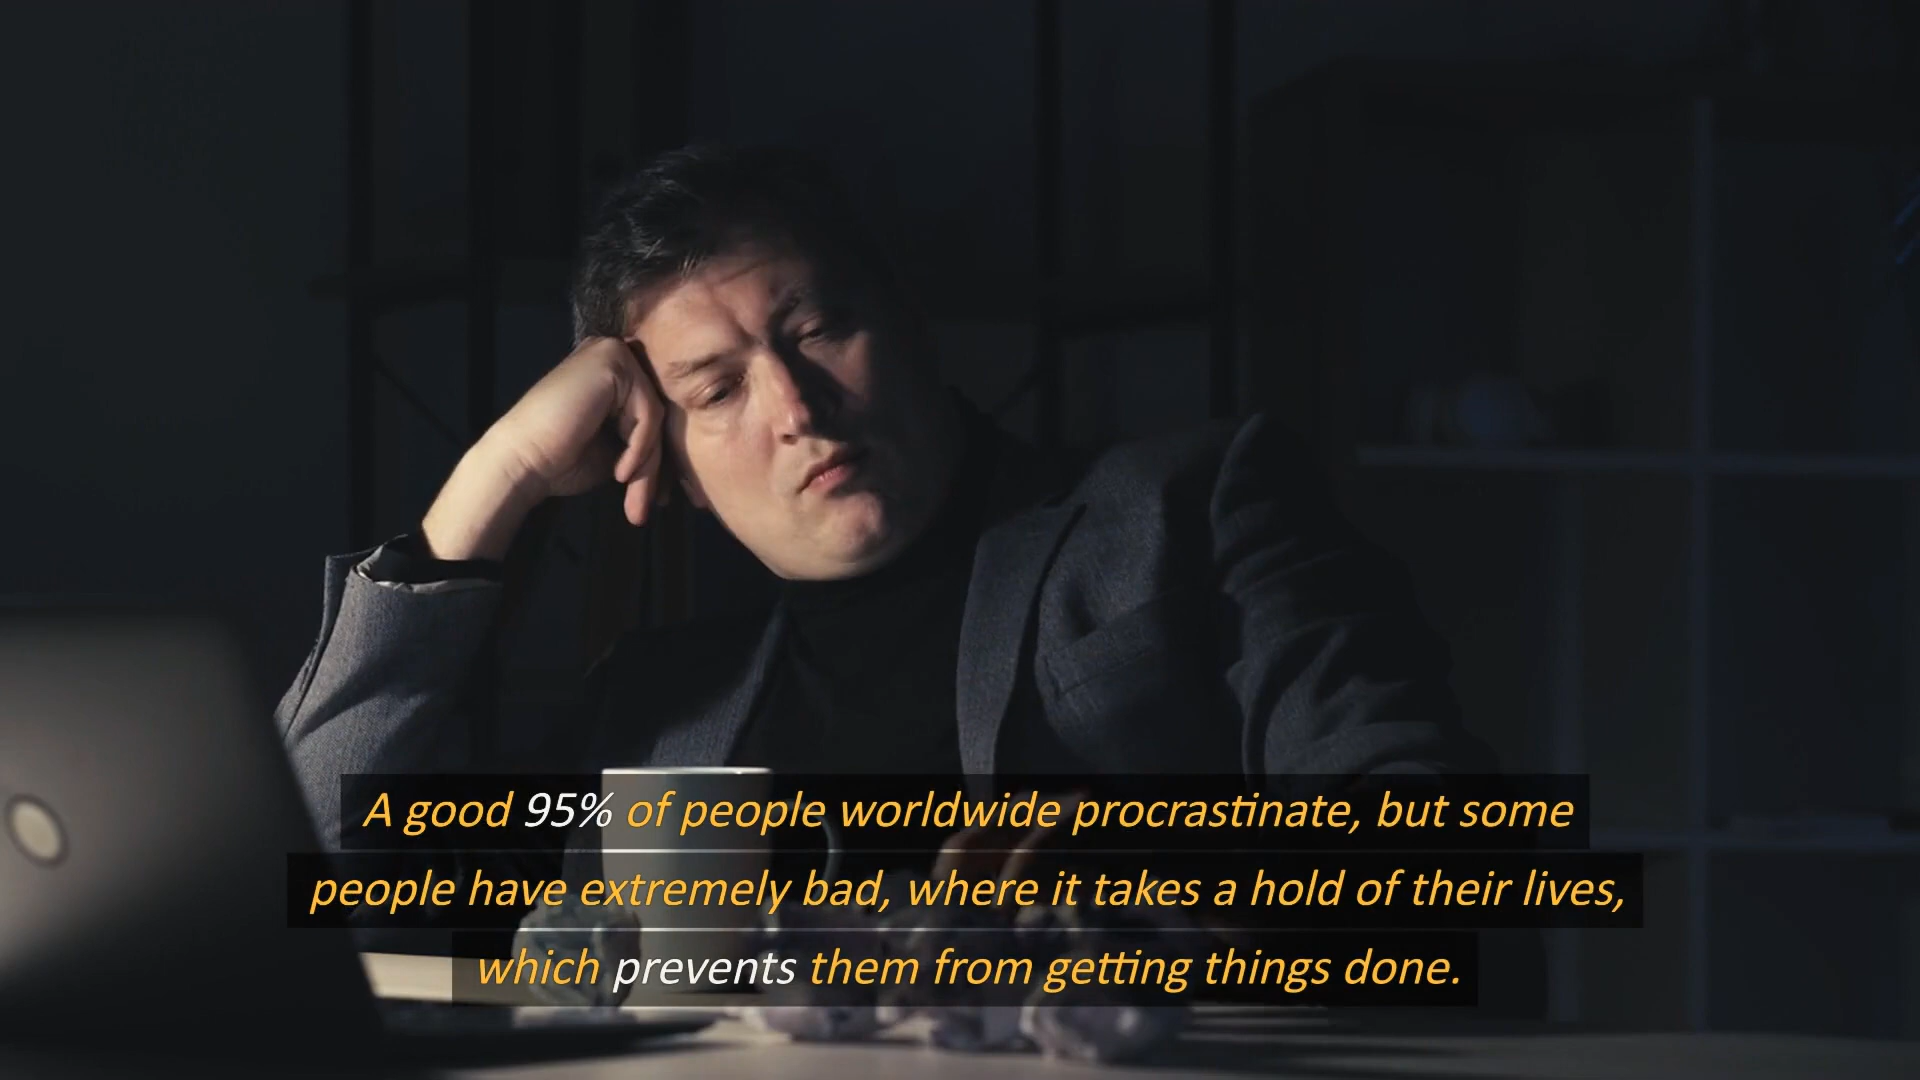 A good 95% of people worldwide procrastinate, but some
people have extremely bad, where it takes a hold of their lives,
which prevents them from getting things done.